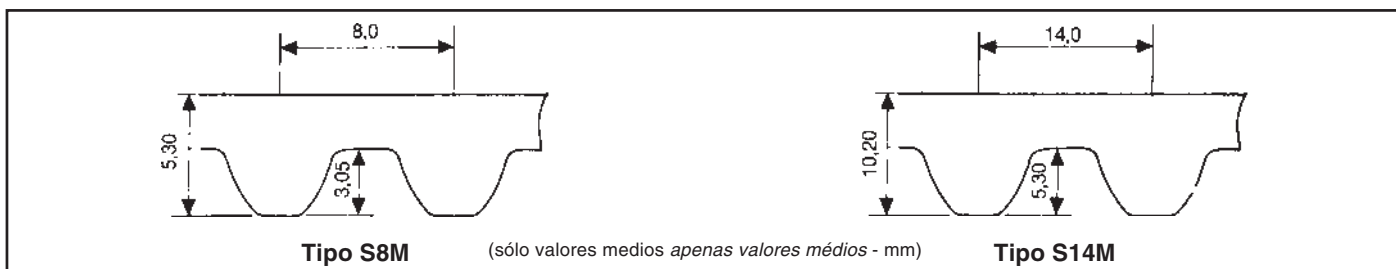 8,0
5,30
3,05
14,0
10,20
5,30
Tipo S8M
(sólo valores medios apenas valores médios - mm)
Tipo S14M